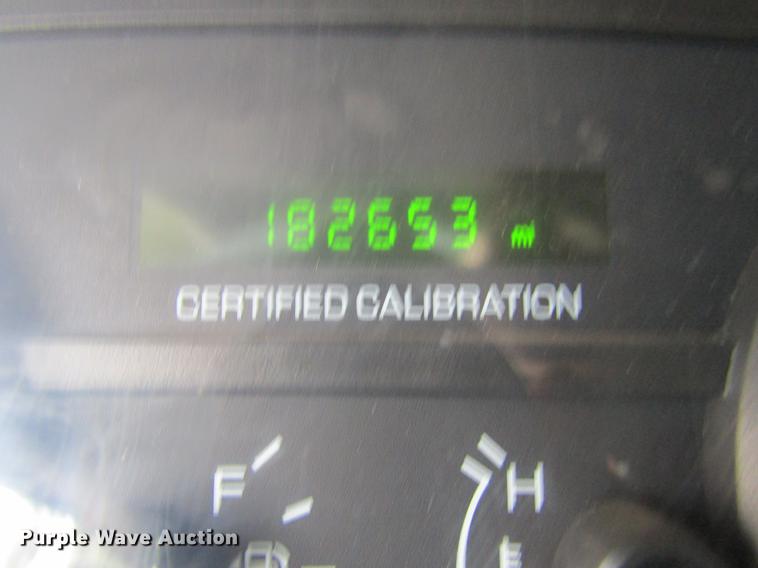 182653 mi
CERTIFIED CALIBRATION
F
H
Purple Wave Auction